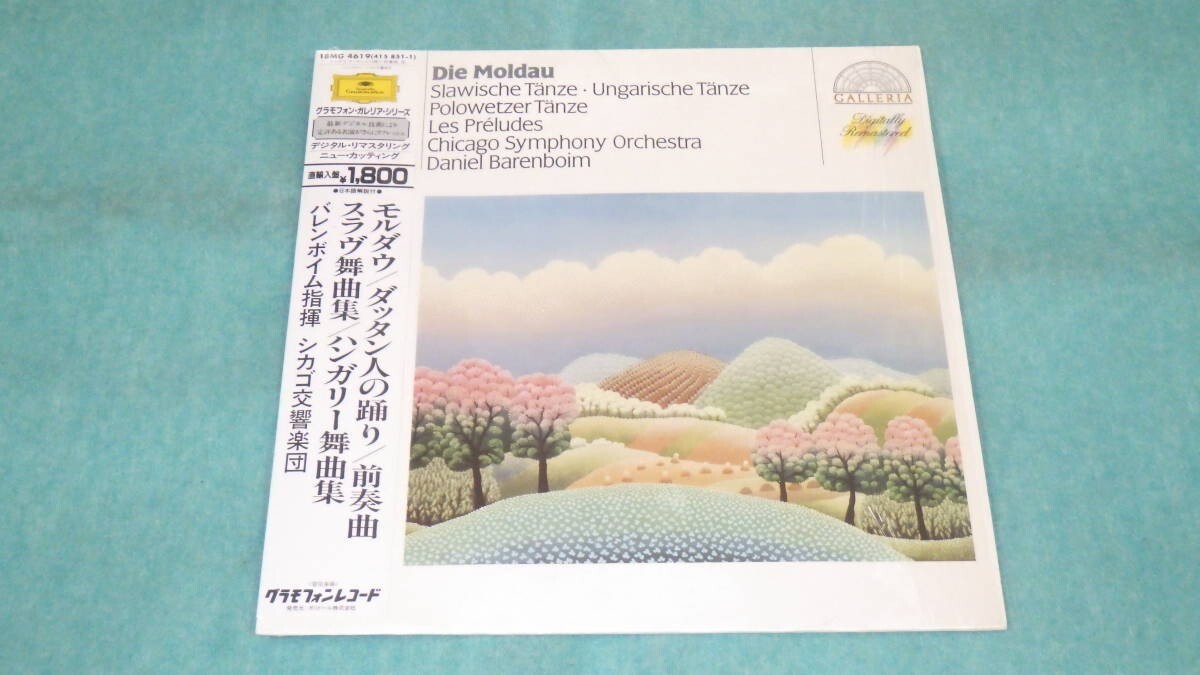 18MG 4619(415 851-1)
グラモフォン・ガレリア・シリーズ
デジタル・リマスタリング
ニュー・カッティング
直輸入盤¥1,800
●日本語解説付●
モルダウ/ダッタン人の踊り/前奏曲
スラヴ舞曲集/ハンガリー舞曲集
バレンボイム指揮 シカゴ交響楽団
グラモフォンレコード
Die Moldau
Slawische Tänze · Ungarische Tänze
Polowetzer Tänze
Les Préludes
Chicago Symphony Orchestra
Daniel Barenboim
GALLERIA
Digitally
Remastered